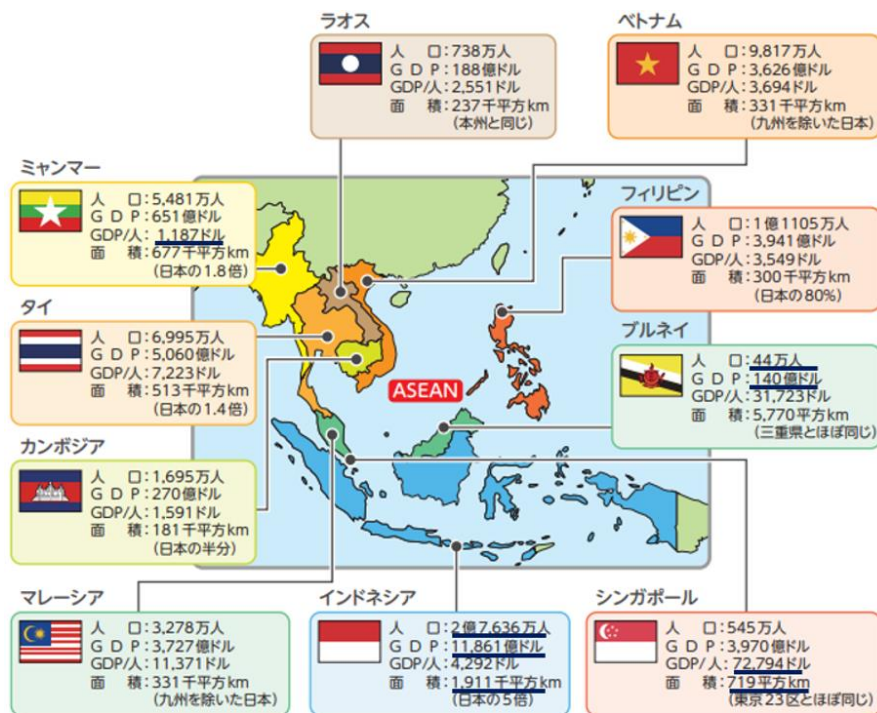 ラオス
人　口：738万人
ＧＤＰ：188億ドル
GDP/人：2,551ドル
面　積：237千平方km
（本州と同じ）
ベトナム
人　口：9,817万人
ＧＤＰ：3,626億ドル
GDP/人：3,694ドル
面　積：331千平方km
（九州を除いた日本）
ミャンマー
人　口：5,481万人
ＧＤＰ：651億ドル
GDP/人：1,187ドル
面　積：677千平方km
（日本の1.8倍）
フィリピン
人　口：1億1105万人
ＧＤＰ：3,941億ドル
GDP/人：3,549ドル
面　積：300千平方km
（日本の80%）
タイ
人　口：6,995万人
ＧＤＰ：5,060億ドル
GDP/人：7,223ドル
面　積：513千平方km
（日本の1.4倍）
ブルネイ
人　口：44万人
ＧＤＰ：140億ドル
GDP/人：31,723ドル
面　積：5,770平方km
（三重県とほぼ同じ）
ASEAN
カンボジア
人　口：1,695万人
ＧＤＰ：270億ドル
GDP/人：1,591ドル
面　積：181千平方km
（日本の半分）
マレーシア
人　口：3,278万人
ＧＤＰ：3,727億ドル
GDP/人：11,371ドル
面　積：331千平方km
（九州を除いた日本）
インドネシア
人　口：2億7,636万人
ＧＤＰ：11,861億ドル
GDP/人：4,292ドル
面　積：1,911千平方km
（日本の5倍）
シンガポール
人　口：545万人
ＧＤＰ：3,970億ドル
GDP/人：72,794ドル
面　積：719平方km
（東京23区とほぼ同じ）